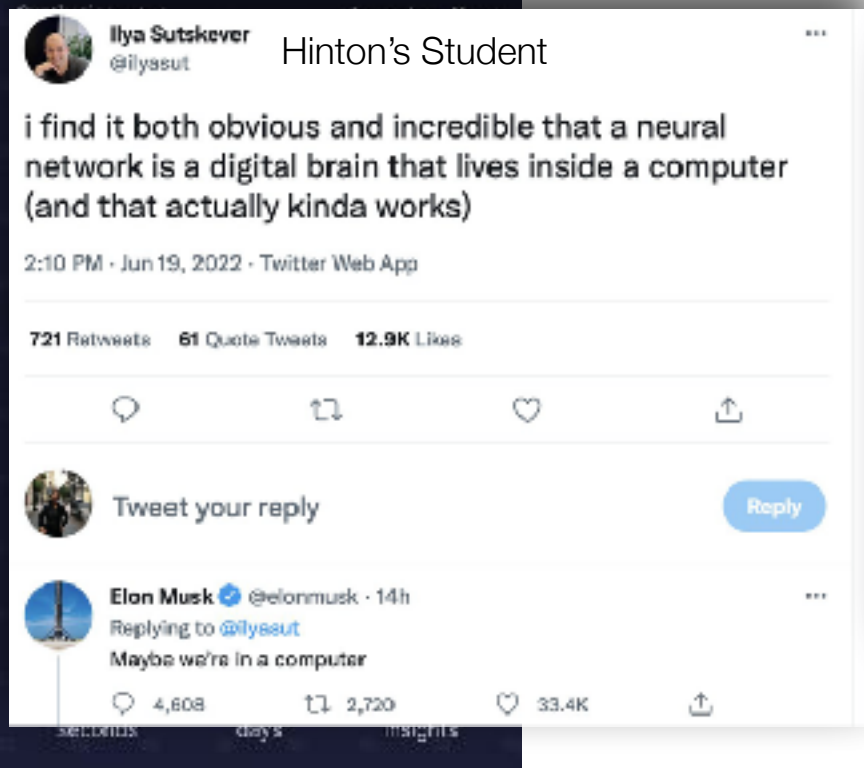 Ilya Sutskever
@ilyasut
Hinton's Student
i find it both obvious and incredible that a neural
network is a digital brain that lives inside a computer
(and that actually kinda works)
2:10 PM · Jun 19, 2022 · Twitter Web App
721 Retweets 61 Quote Tweets 12.9K Likes
Tweet your reply
Reply
Elon Musk @elonmusk · 14h
Replying to @ilyasut
Maybe we're in a computer
4,608 2,720 33.4K
seconds days insights